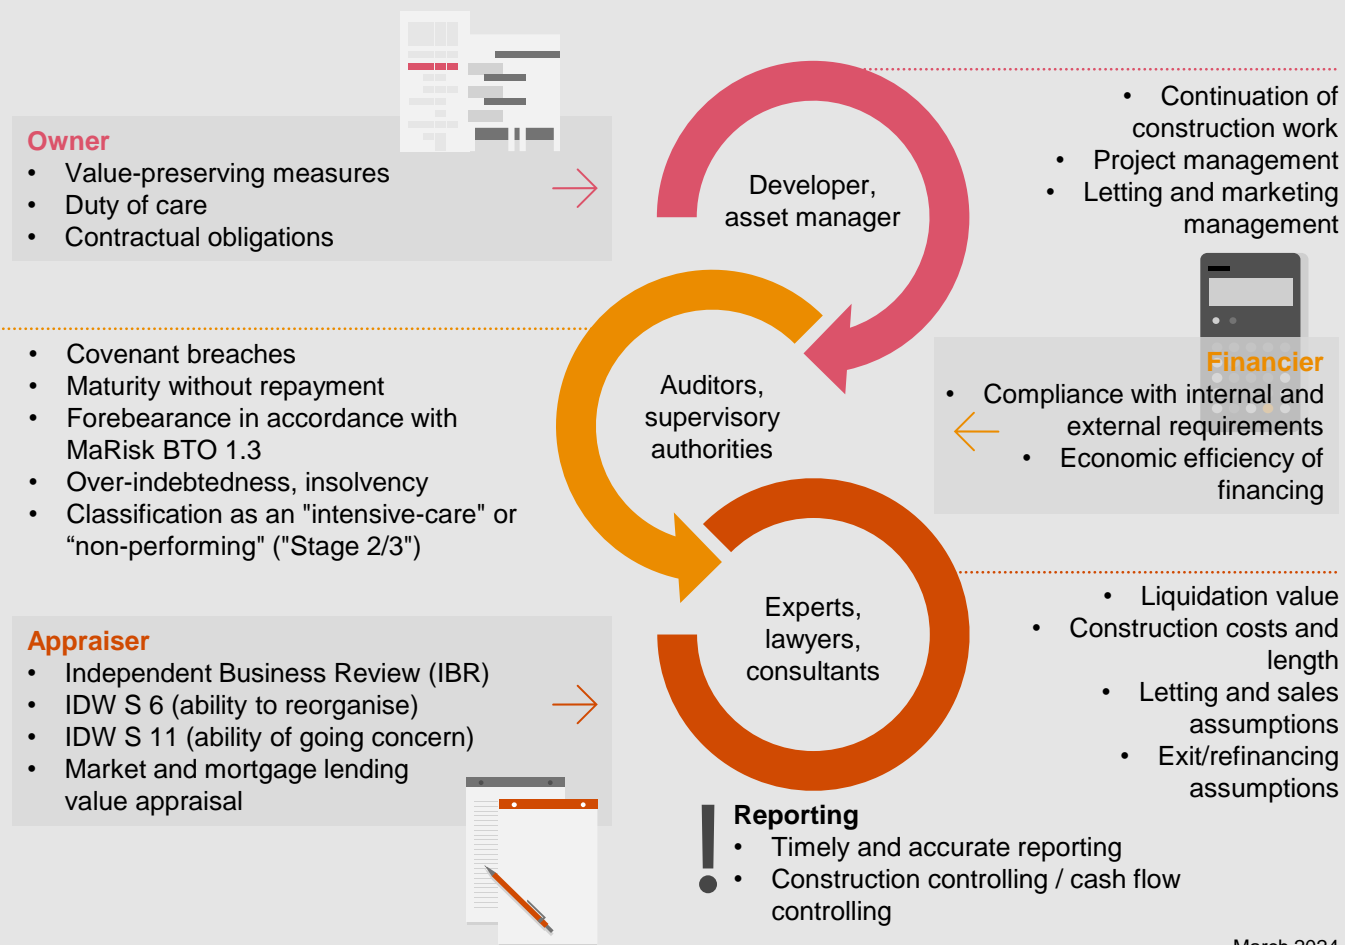 Owner
• Value-preserving measures
• Duty of care
• Contractual obligations
Developer,
asset manager
• Continuation of
construction work
• Project management
• Letting and marketing
management
• Covenant breaches
• Maturity without repayment
• Forebearance in accordance with
MaRisk BTO 1.3
• Over-indebtedness, insolvency
• Classification as an "intensive-care" or
“non-performing" ("Stage 2/3")
Auditors,
supervisory
authorities
Financier
• Compliance with internal and
external requirements
• Economic efficiency of
financing
Appraiser
• Independent Business Review (IBR)
• IDW S 6 (ability to reorganise)
• IDW S 11 (ability of going concern)
• Market and mortgage lending
value appraisal
Experts,
lawyers,
consultants
• Liquidation value
• Construction costs and
length
• Letting and sales
assumptions
• Exit/refinancing
assumptions
Reporting
• Timely and accurate reporting
• Construction controlling / cash flow
controlling
March 2024